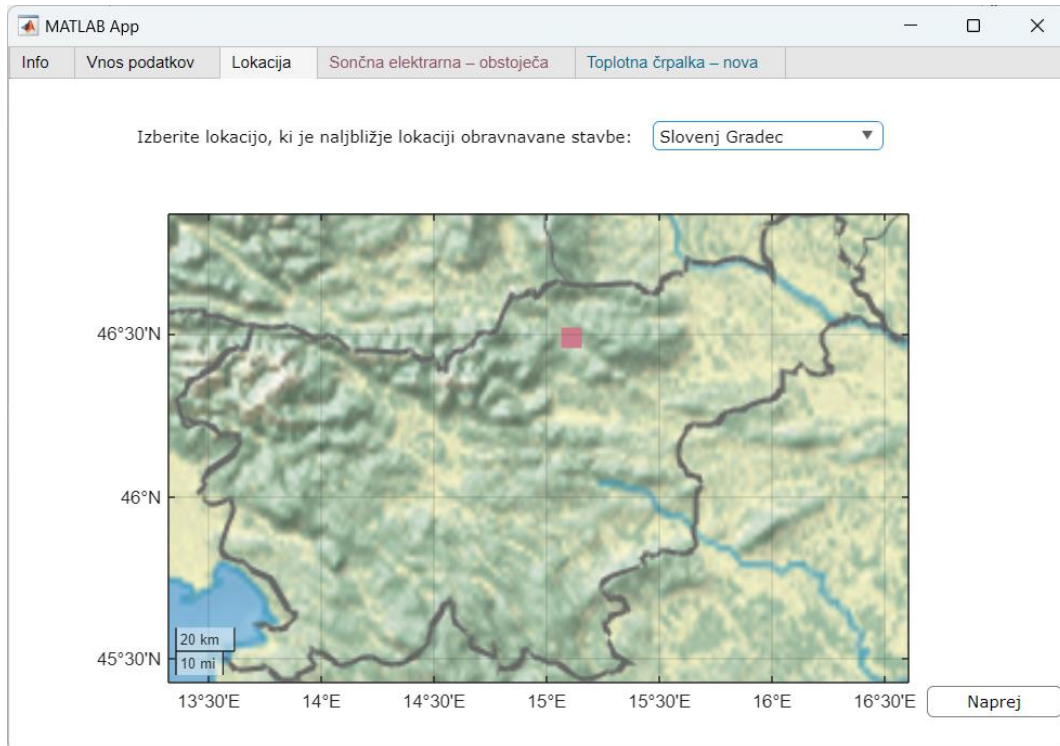 MATLAB App
Info Vnos podatkov Lokacija Sončna elektrarna – obstoječa Toplotna črpalka – nova
Izberite lokacijo, ki je naljbližje lokaciji obravnavane stavbe: Slovenj Gradec
46°30'N
46°N
45°30'N
20 km
10 mi
13°30'E 14°E 14°30'E 15°E 15°30'E 16°E 16°30'E
Naprej